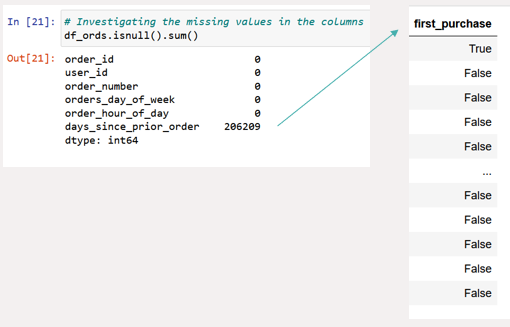 In [21]: # Investigating the missing values in the columns
df_ords.isnull().sum()
Out[21]: order_id 0
user_id 0
order_number 0
orders_day_of_week 0
order_hour_of_day 0
days_since_prior_order 206209
dtype: int64
first_purchase
True
False
False
False
False
...
False
False
False
False
False